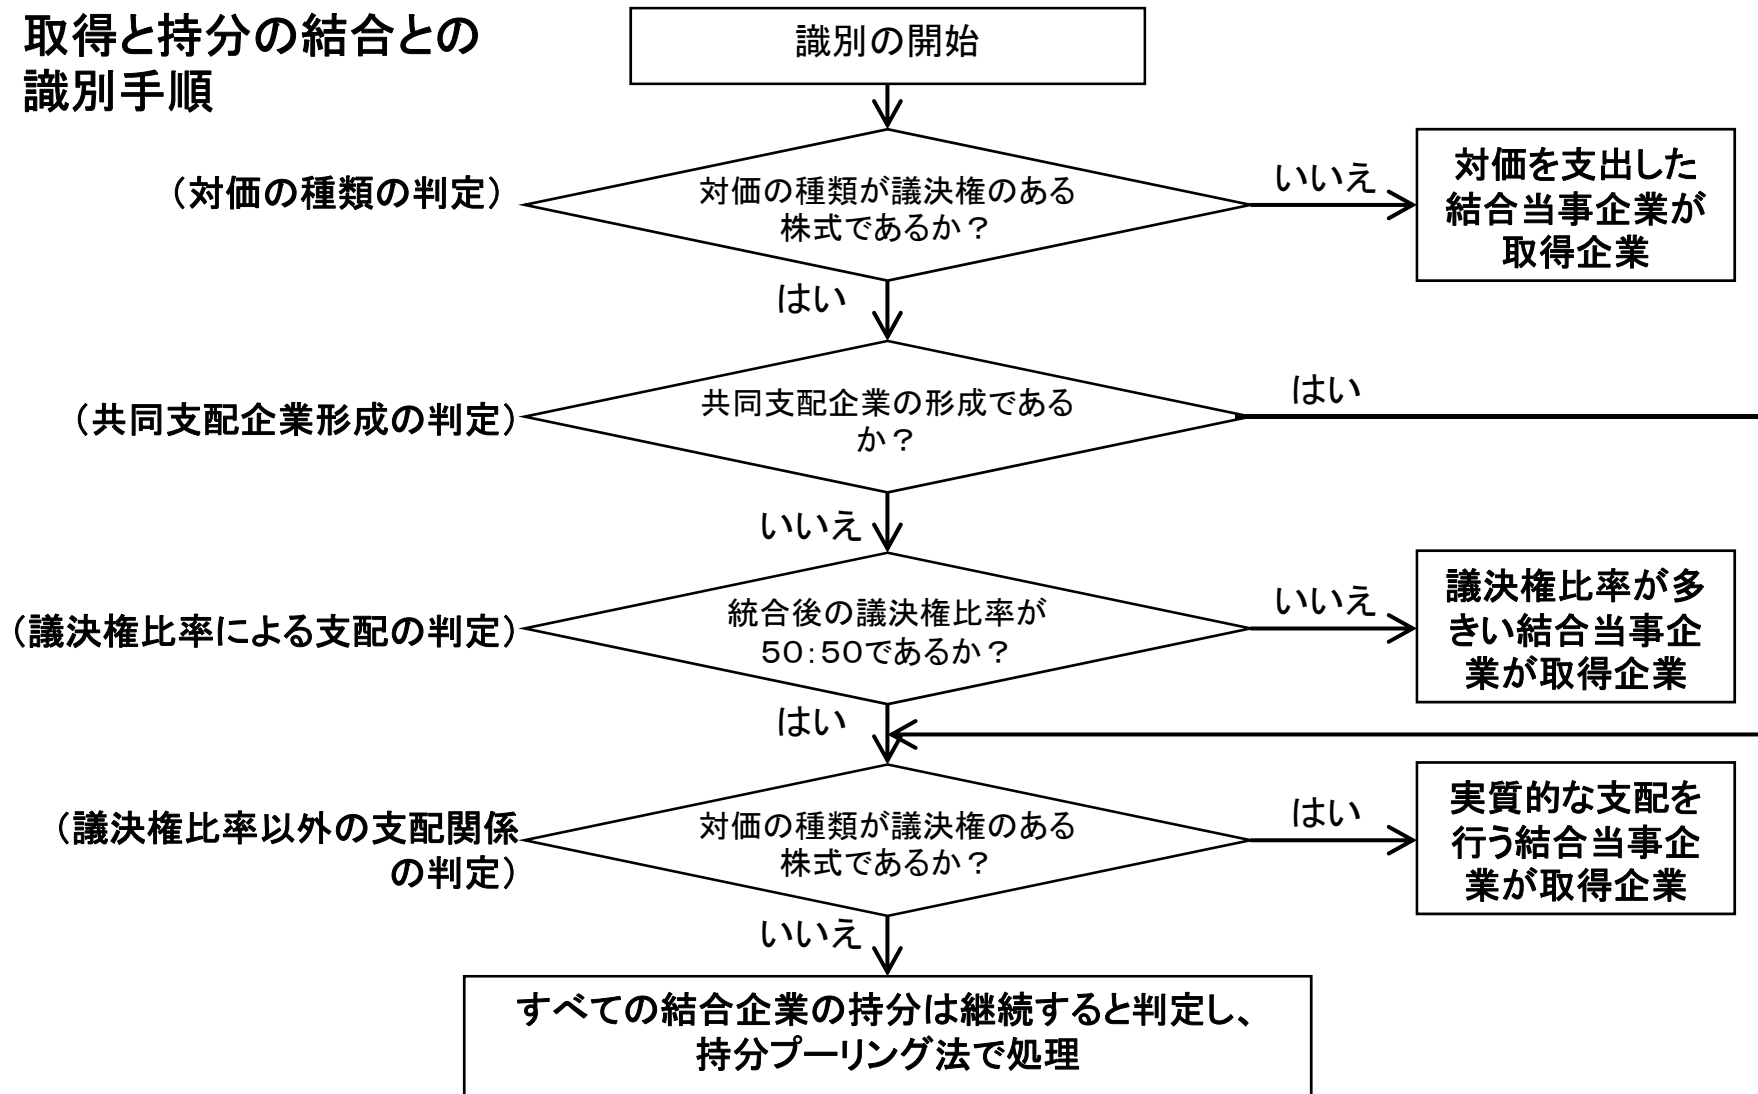 取得と持分の結合との
識別手順
識別の開始
（対価の種類の判定）
対価の種類が議決権のある
株式であるか？
いいえ
対価を支出した
結合当事企業が
取得企業
はい
（共同支配企業形成の判定）
共同支配企業の形成である
か？
はい
いいえ
（議決権比率による支配の判定）
統合後の議決権比率が
50：50であるか？
いいえ
議決権比率が多
きい結合当事企
業が取得企業
はい
（議決権比率以外の支配関係
の判定）
対価の種類が議決権のある
株式であるか？
はい
実質的な支配を
行う結合当事企
業が取得企業
いいえ
すべての結合企業の持分は継続すると判定し、
持分プーリング法で処理